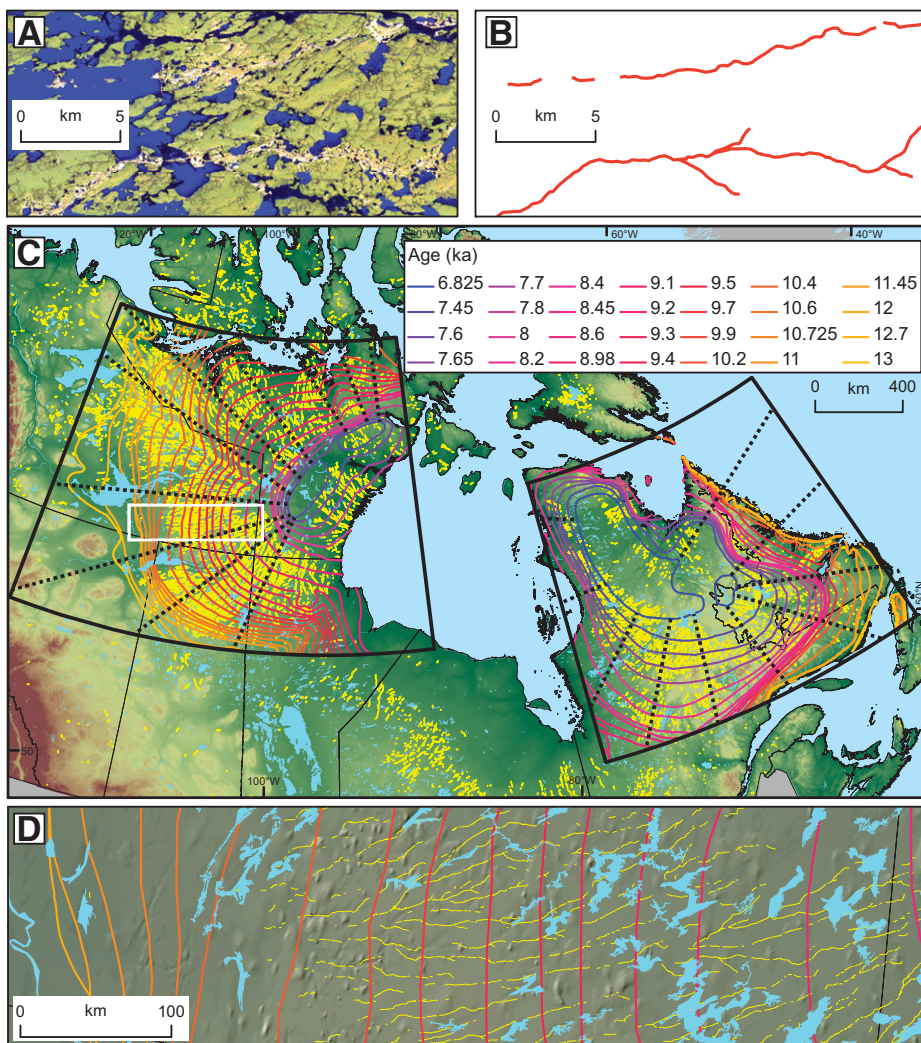 A
B
km
0 5
km
0 5
C
120°W 100°W 80°W 60°W 40°W
Age (ka)
6.825 7.7 8.4 9.1 9.5 10.4 11.45
7.45 7.8 8.45 9.2 9.7 10.6 12
7.6 8 8.6 9.3 9.9 10.725 12.7
7.65 8.2 8.98 9.4 10.2 11 13
0 km 400
50°N
50
100°W 80°W
D
0 km 100